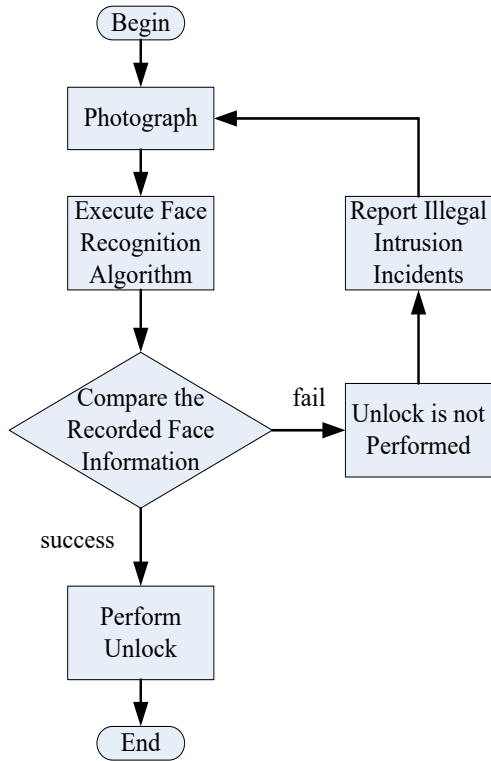 Begin
Photograph
Execute Face
Recognition
Algorithm
Report Illegal
Intrusion
Incidents
Compare the
Recorded Face
Information
fail
Unlock is not
Performed
success
Perform
Unlock
End